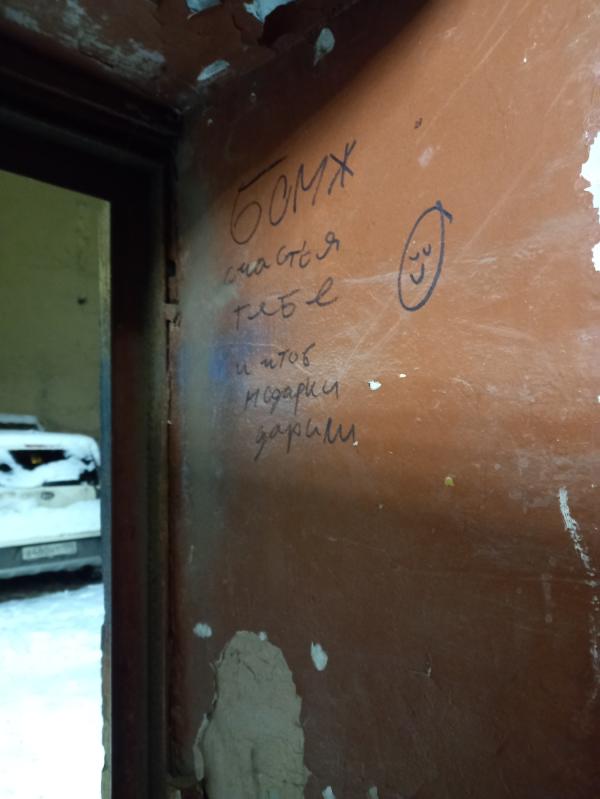 БОМЖ
счастья
тебе
и чтоб
подарки
дарили